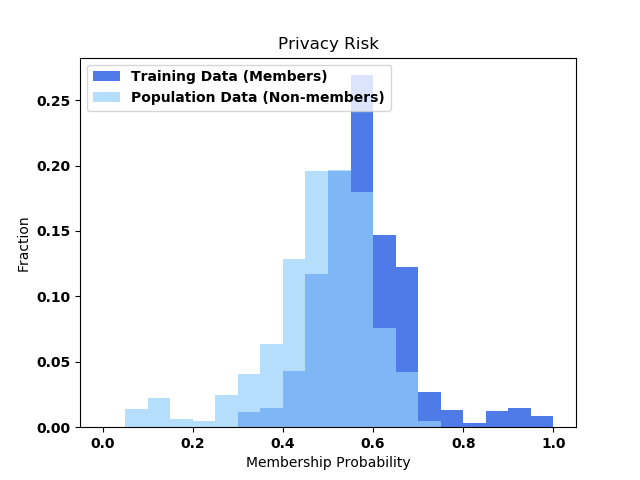 Privacy Risk
Training Data (Members)
Population Data (Non-members)
0.25
0.20
0.15
0.10
0.05
0.00
Fraction
0.0 0.2 0.4 0.6 0.8 1.0
Membership Probability